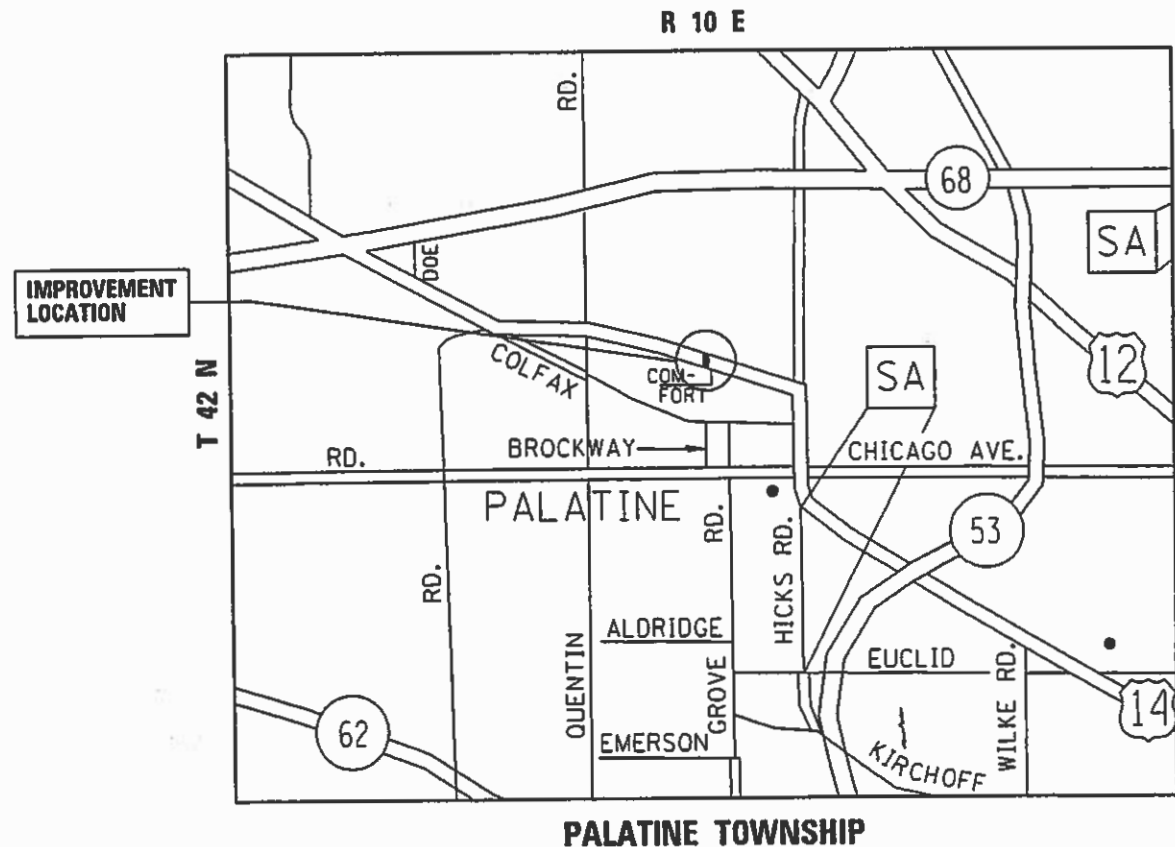 R 10 E
RD.
68
SA
DOE
IMPROVEMENT
LOCATION
T 42 N
COLFAX
COM-
FORT
SA
12
BROCKWAY
CHICAGO AVE.
RD.
PALATINE
RD.
HICKS RD.
53
RD.
ALDRIDGE
QUENTIN
GROVE
EUCLID
WILKE RD.
14
62
EMERSON
KIRCHOFF
PALATINE TOWNSHIP